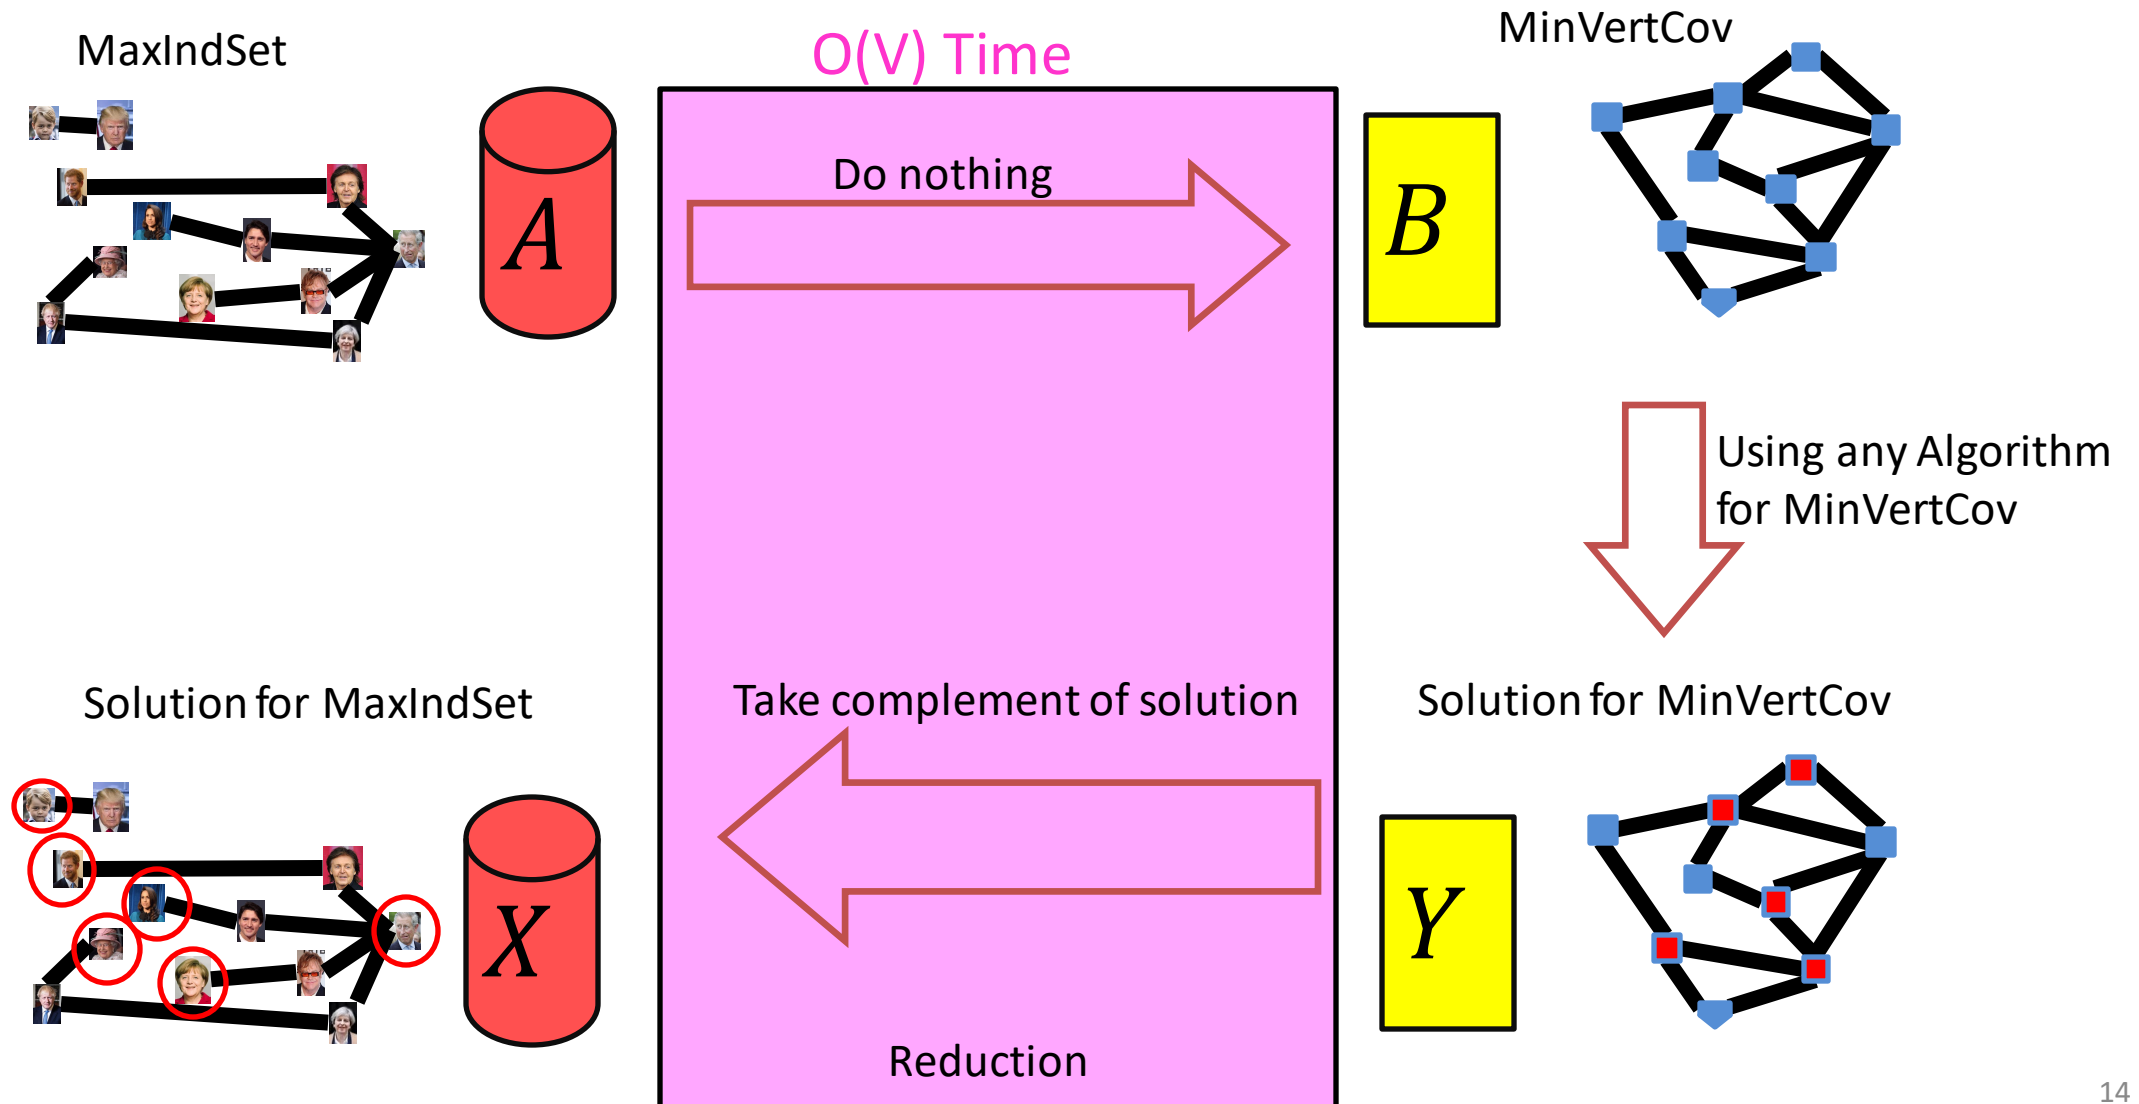 MaxIndSet
O(V) Time
MinVertCov
A
Do nothing
B
Using any Algorithm
for MinVertCov
Solution for MaxIndSet
Take complement of solution
Solution for MinVertCov
X
Y
Reduction
14